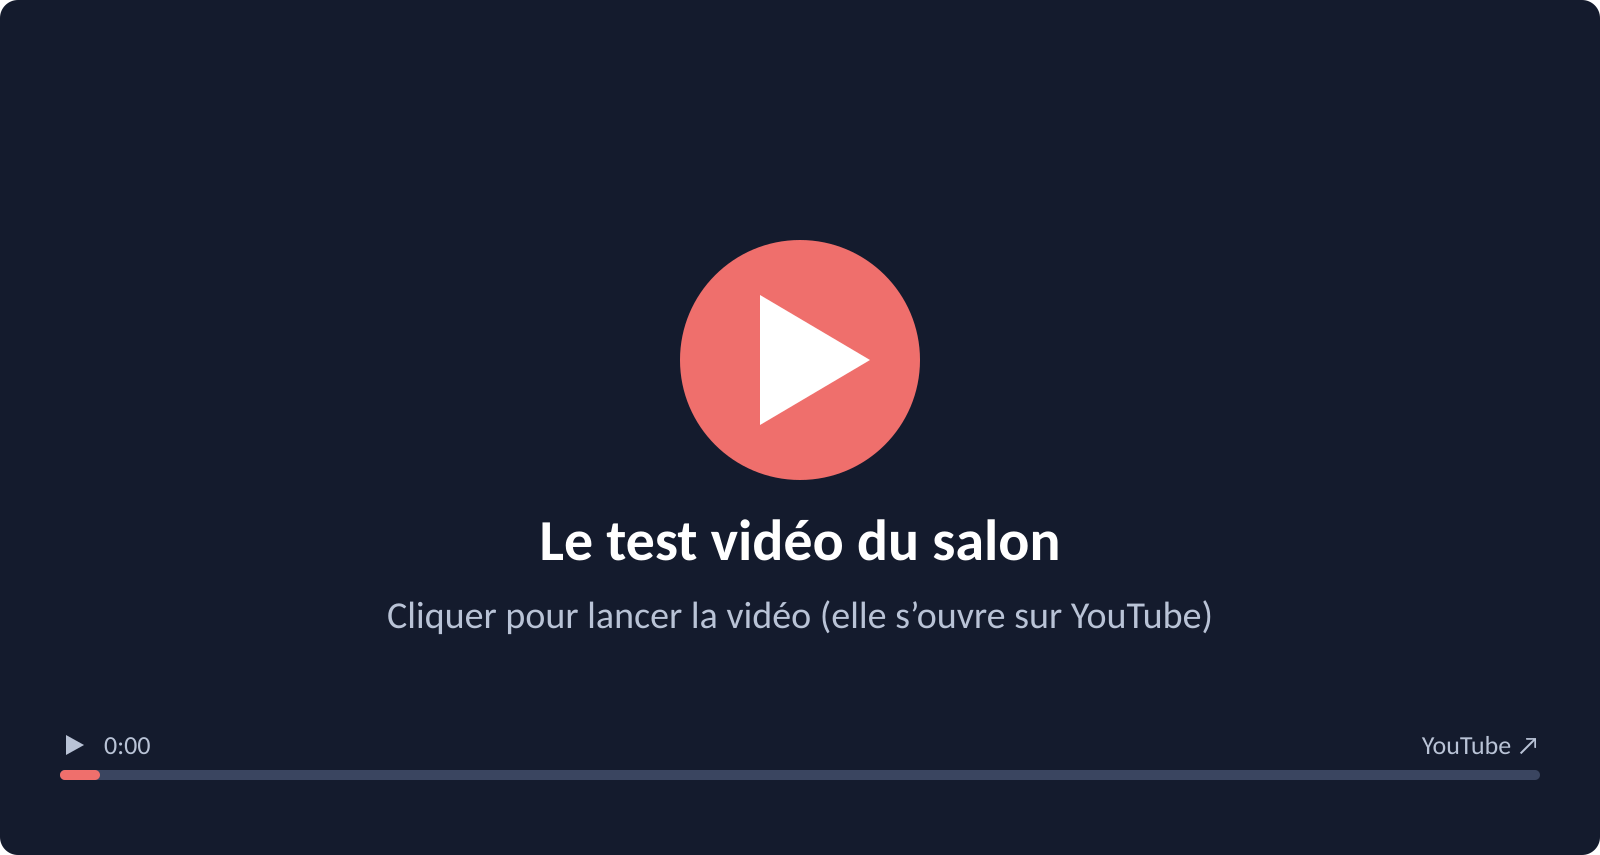 Le test vidéo du salon
Cliquer pour lancer la vidéo (elle s’ouvre sur YouTube)
0:00
YouTube ↗